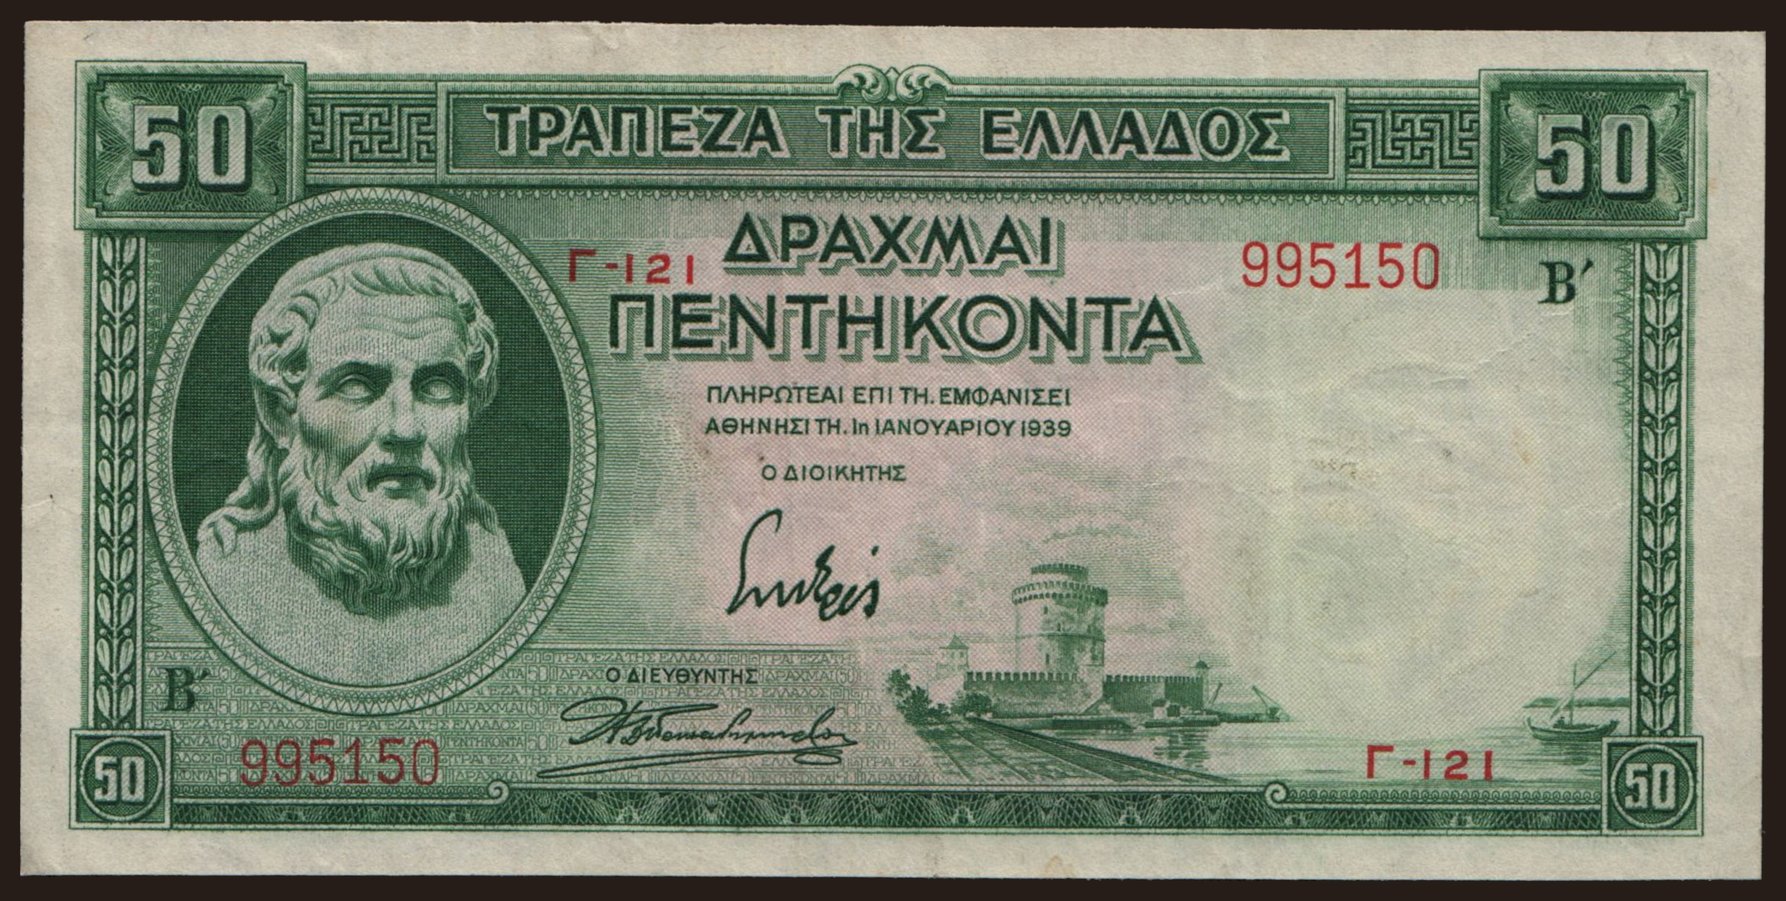 50 ΤΡΑΠΕΖΑ ΤΗΣ ΕΛΛΑΔΟΣ 50
ΔΡΑΧΜΑΙ
Γ-121 995150 Β΄
ΠΕΝΤΗΚΟΝΤΑ
ΠΛΗΡΩΤΕΑΙ ΕΠΙ ΤΗ. ΕΜΦΑΝΙΣΕΙ
ΑΘΗΝΗΣΙ ΤΗ. 1η ΙΑΝΟΥΑΡΙΟΥ 1939
Ο ΔΙΟΙΚΗΤΗΣ
Ο ΔΙΕΥΘΥΝΤΗΣ
Β΄
995150 Γ-121
50 50